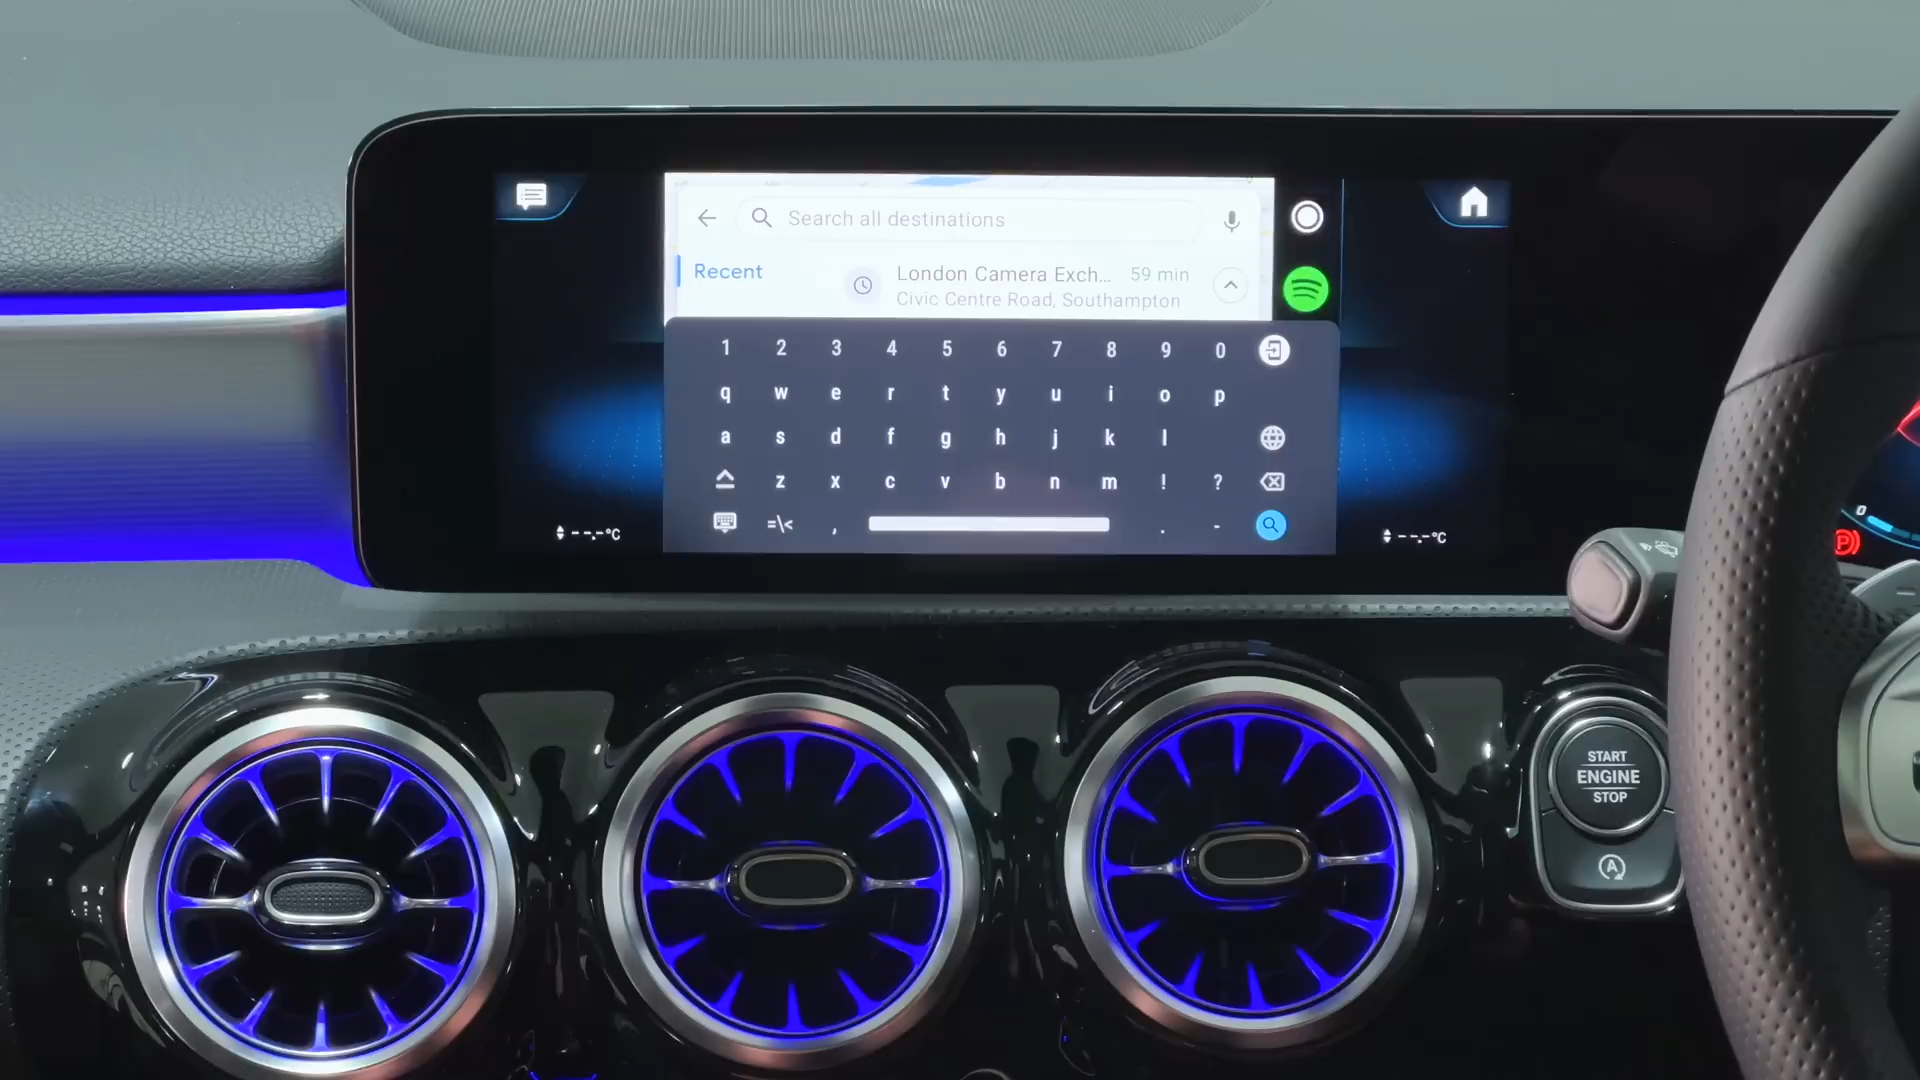 Search all destinations
Recent
London Camera Exch... 59 min
Civic Centre Road, Southampton
1 2 3 4 5 6 7 8 9 0
q w e r t y u i o p
a s d f g h j k l
z x c v b n m ! ?
=\< , . -
--.-°C
--.-°C
0
P
START
ENGINE
STOP
A